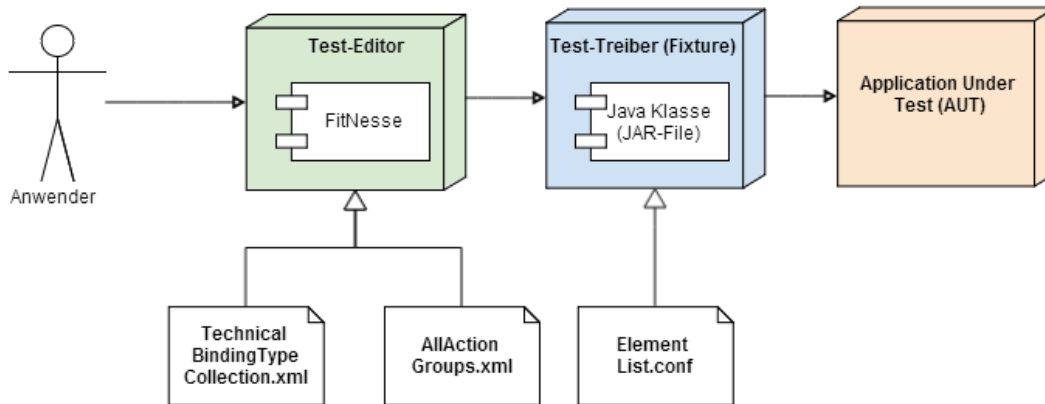 Test-Editor
FitNesse
Test-Treiber (Fixture)
Java Klasse
(JAR-File)
Application Under
Test (AUT)
Anwender
Technical
BindingType
Collection.xml
AllAction
Groups.xml
Element
List.conf